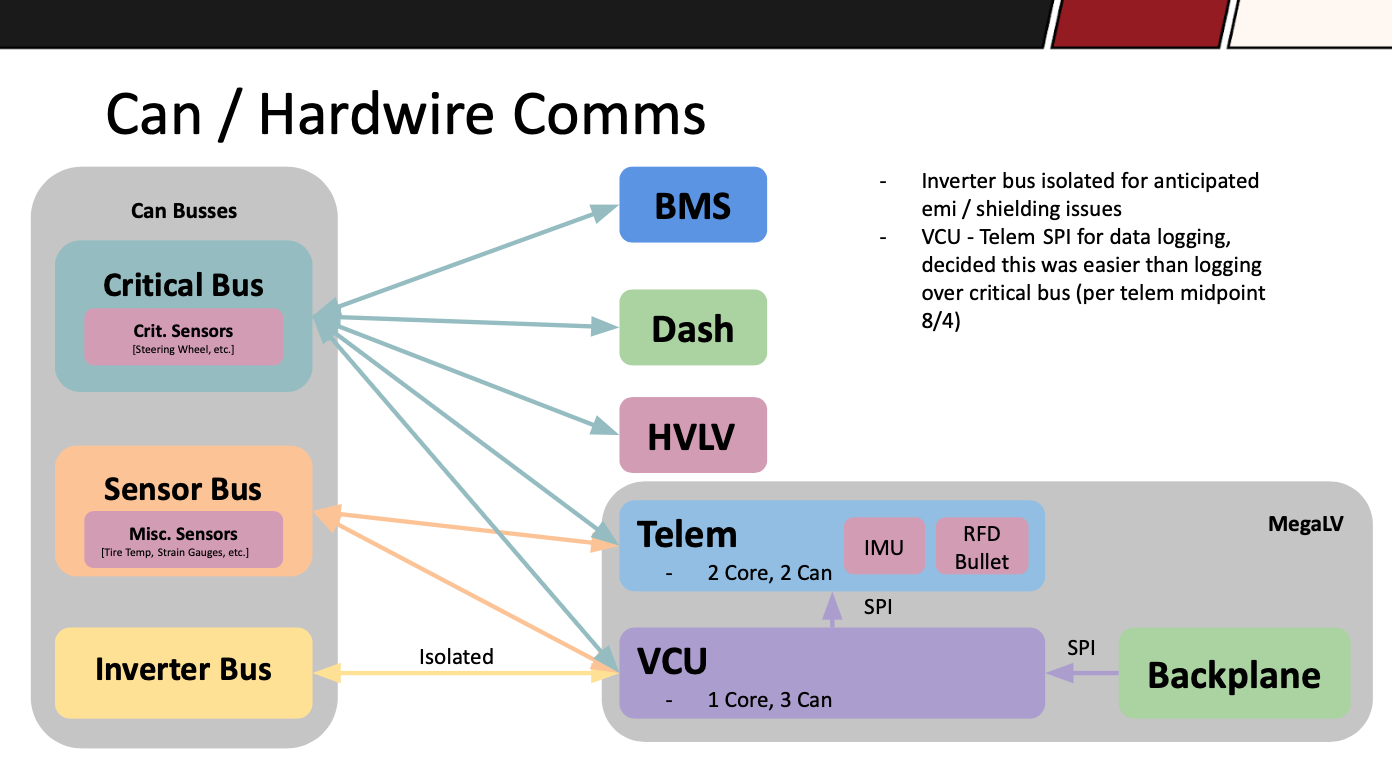 Can / Hardwire Comms
Can Busses
Critical Bus
Crit. Sensors
[Steering Wheel, etc.]
Sensor Bus
Misc. Sensors
[Tire Temp, Strain Gauges, etc.]
Inverter Bus
Isolated
BMS
Dash
HVLV
- Inverter bus isolated for anticipated
emi / shielding issues
- VCU - Telem SPI for data logging,
decided this was easier than logging
over critical bus (per telem midpoint
8/4)
MegaLV
Telem
- 2 Core, 2 Can
IMU
RFD
Bullet
SPI
VCU
- 1 Core, 3 Can
SPI
Backplane